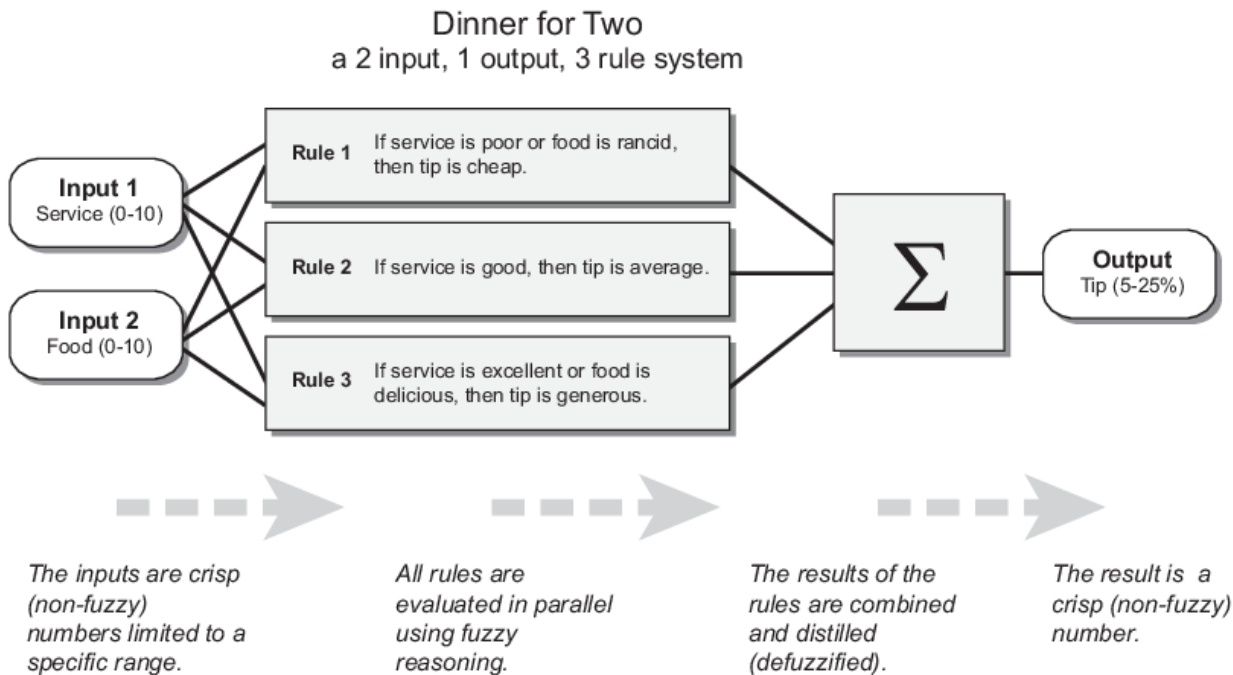 Dinner for Two
a 2 input, 1 output, 3 rule system
Input 1
Service (0-10)
Input 2
Food (0-10)
Rule 1
If service is poor or food is rancid,
then tip is cheap.
Rule 2
If service is good, then tip is average.
Rule 3
If service is excellent or food is
delicious, then tip is generous.
Σ
Output
Tip (5-25%)
The inputs are crisp
(non-fuzzy)
numbers limited to a
specific range.
All rules are
evaluated in parallel
using fuzzy
reasoning.
The results of the
rules are combined
and distilled
(defuzzified).
The result is a
crisp (non-fuzzy)
number.